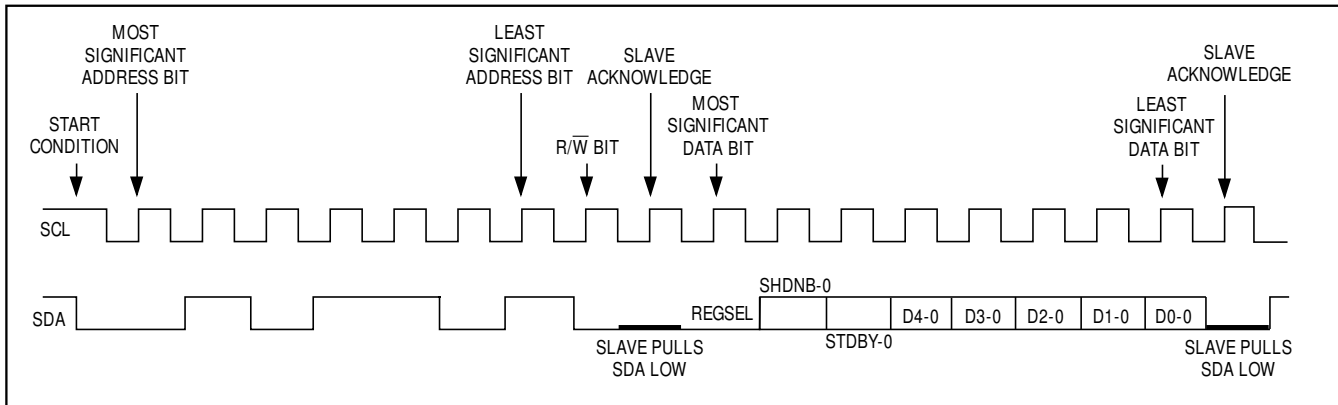 MOST
SIGNIFICANT
ADDRESS BIT
START
CONDITION
LEAST
SIGNIFICANT
ADDRESS BIT
R/W̅ BIT
SLAVE
ACKNOWLEDGE
MOST
SIGNIFICANT
DATA BIT
LEAST
SIGNIFICANT
DATA BIT
SLAVE
ACKNOWLEDGE
SCL
SDA
SLAVE PULLS
SDA LOW
REGSEL
SHDNB-0
STDBY-0
D4-0
D3-0
D2-0
D1-0
D0-0
SLAVE PULLS
SDA LOW